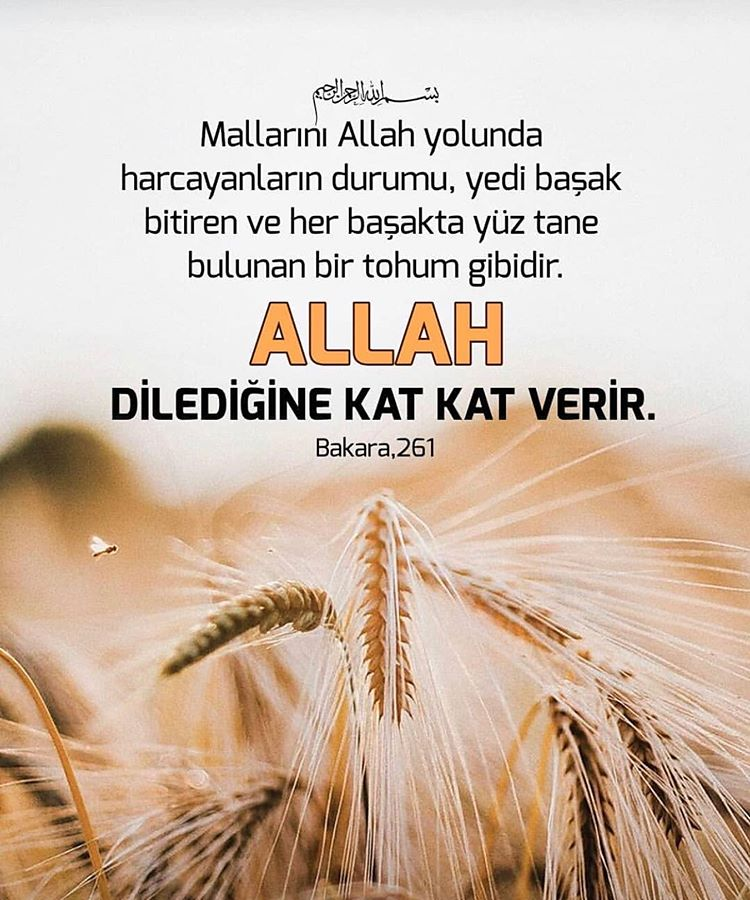 بسم الله الرحمن الرحيم
Mallarını Allah yolunda
harcayanların durumu, yedi başak
bitiren ve her başakta yüz tane
bulunan bir tohum gibidir.
ALLAH
DİLEDİĞİNE KAT KAT VERİR.
Bakara,261